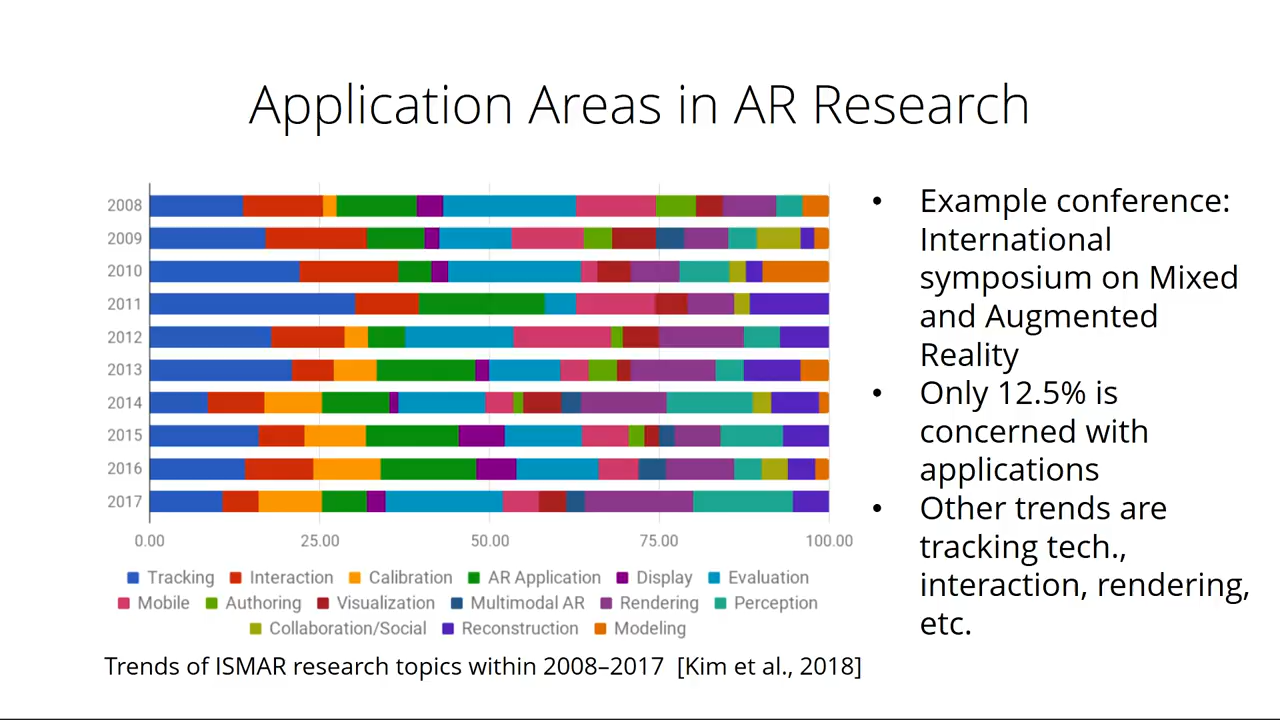 Application Areas in AR Research
2008
2009
2010
2011
2012
2013
2014
2015
2016
2017
0.00 25.00 50.00 75.00 100.00
Tracking Interaction Calibration AR Application Display Evaluation
Mobile Authoring Visualization Multimodal AR Rendering Perception
Collaboration/Social Reconstruction Modeling
Trends of ISMAR research topics within 2008–2017 [Kim et al., 2018]
• Example conference:
International
symposium on Mixed
and Augmented
Reality
• Only 12.5% is
concerned with
applications
• Other trends are
tracking tech.,
interaction, rendering,
etc.